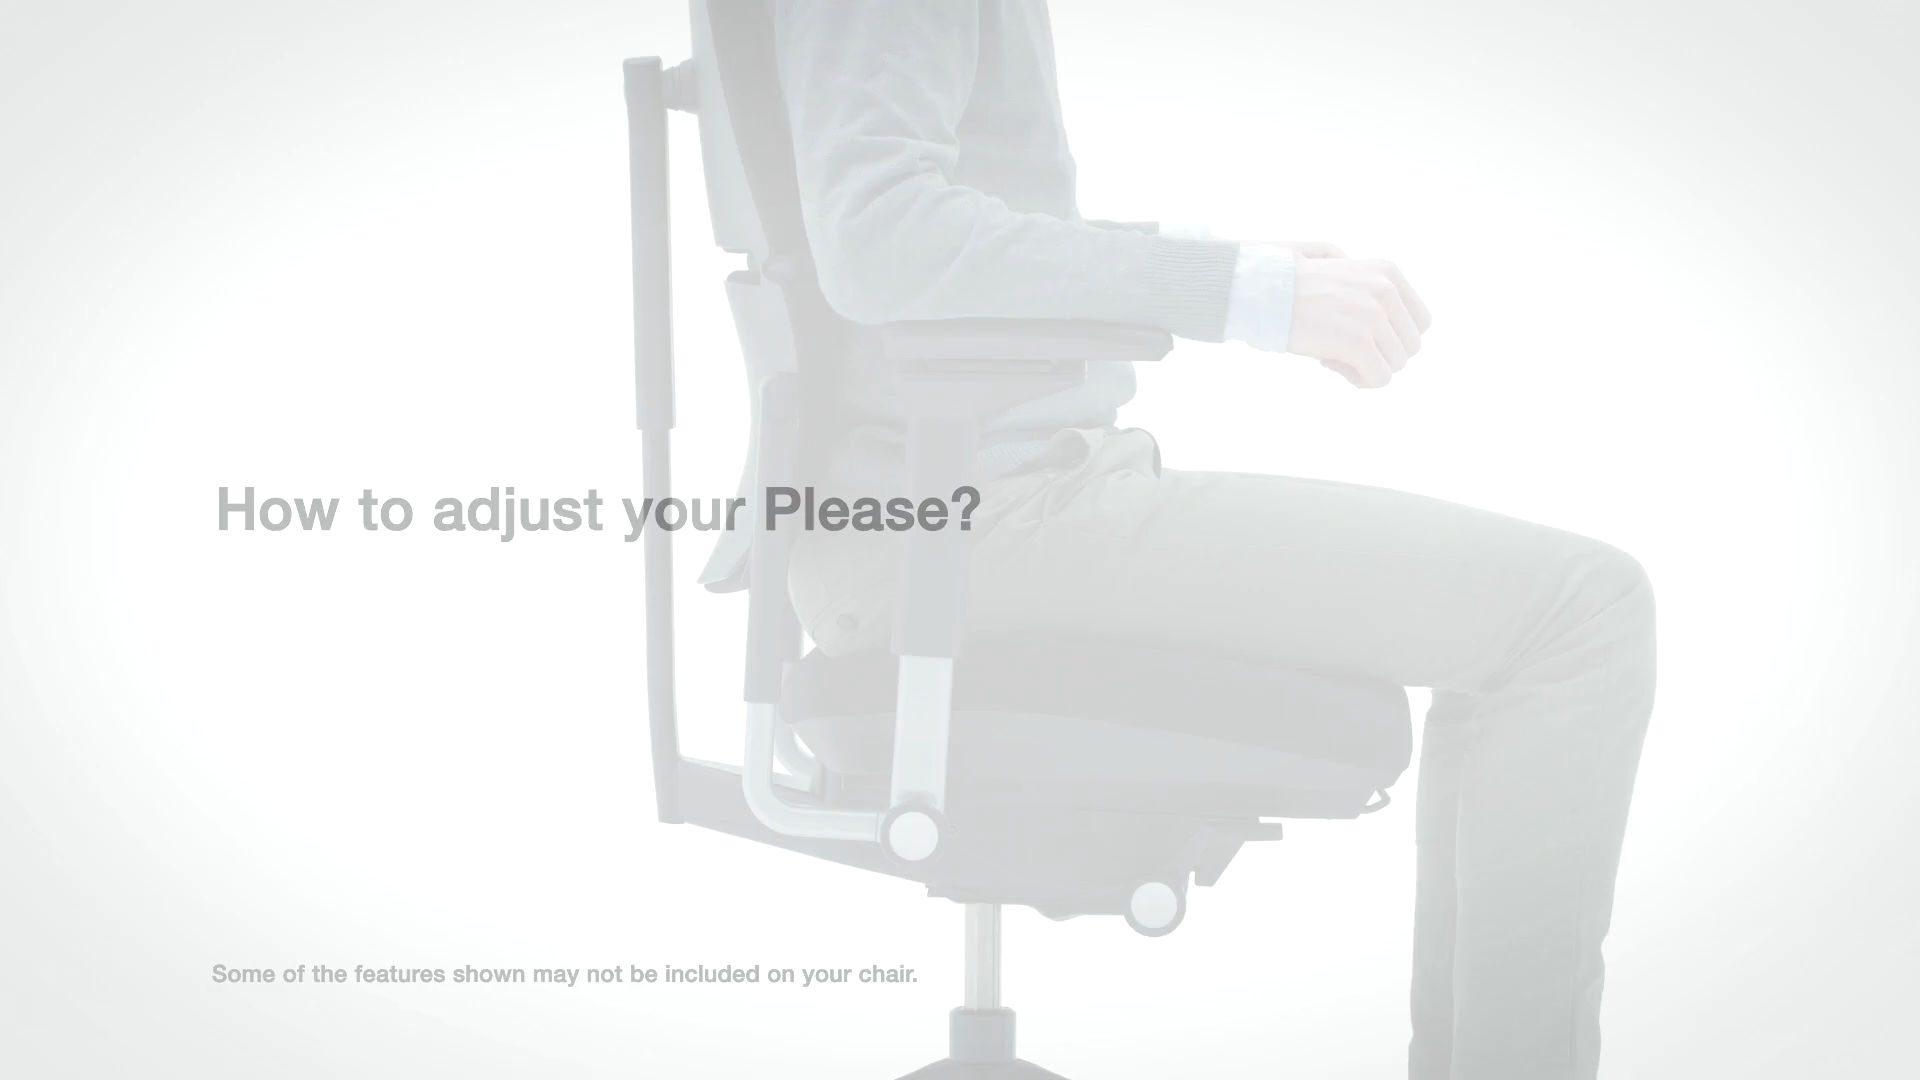 How to adjust your Please?
Some of the features shown may not be included on your chair.